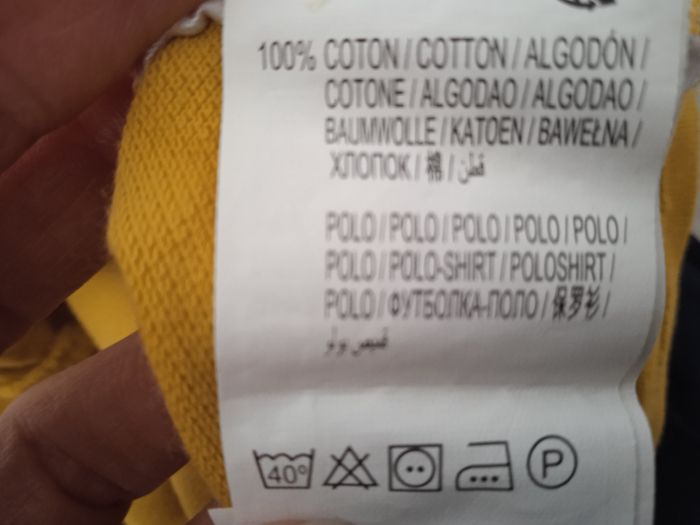 100% COTON / COTTON / ALGODÓN /
COTONE / ALGODAO / ALGODAO /
BAUMWOLLE / KATOEN / BAWEŁNA /
ХЛОПОК / 棉 / قطن
POLO / POLO / POLO / POLO / POLO /
POLO / POLO-SHIRT / POLOSHIRT /
POLO / ФУТБОЛКА-ПОЛО / 保罗衫 /
قميص بولو
40° P